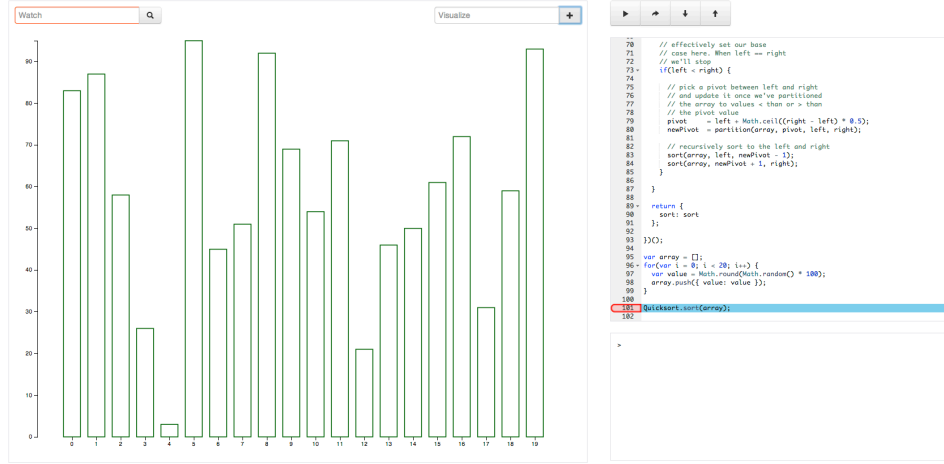 Watch
Visualize
+
90
80
70
60
50
40
30
20
10
0
0 1 2 3 4 5 6 7 8 9 10 11 12 13 14 15 16 17 18 19
70 // effectively set our base
71 // case here. When left == right
72 // we'll stop
73 if(left < right) {
74
75 // pick a pivot between left and right
76 // and update it once we've partitioned
77 // the array to values < than or > than
78 // the pivot value
79 pivot = left + Math.ceil((right - left) * 0.5);
80 newPivot = partition(array, pivot, left, right);
81
82 // recursively sort to the left and right
83 sort(array, left, newPivot - 1);
84 sort(array, newPivot + 1, right);
85 }
86
87 }
88
89 return {
90 sort: sort
91 };
92
93 })();
94
95 var array = [];
96 for(var i = 0; i < 20; i++) {
97 var value = Math.round(Math.random() * 100);
98 array.push({ value: value });
99 }
100
101 Quicksort.sort(array);
102
>